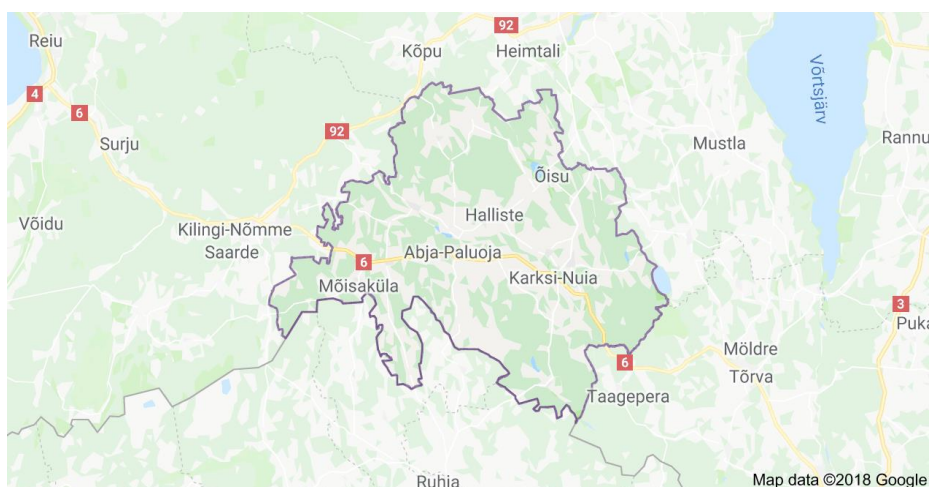 92
Reiu
Kõpu
Heimtali
4
6
Võrtsjärv
92
Surju
Mustla
Rannu
Õisu
Võidu
Halliste
Kilingi-Nõmme
Saarde
Abja-Paluoja
6
Karksi-Nuia
Mõisaküla
3
Puka
Möldre
6
Tõrva
Taagepera
Ruhja
Map data ©2018 Google